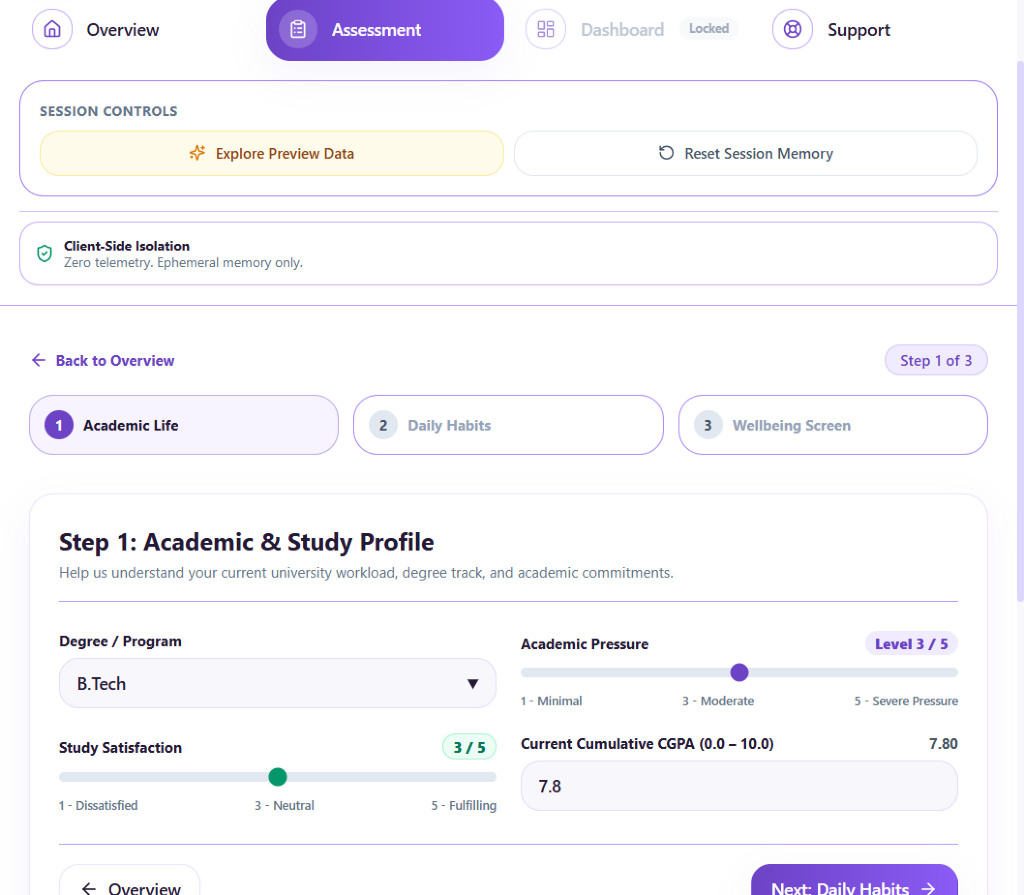 Overview
Assessment
Dashboard
Locked
Support
SESSION CONTROLS
Explore Preview Data
Reset Session Memory
Client-Side Isolation
Zero telemetry. Ephemeral memory only.
Back to Overview
Step 1 of 3
1 Academic Life
2 Daily Habits
3 Wellbeing Screen
Step 1: Academic & Study Profile
Help us understand your current university workload, degree track, and academic commitments.
Degree / Program
B.Tech
Academic Pressure
Level 3 / 5
1 - Minimal
3 - Moderate
5 - Severe Pressure
Study Satisfaction
3 / 5
1 - Dissatisfied
3 - Neutral
5 - Fulfilling
Current Cumulative CGPA (0.0 – 10.0)
7.80
7.8
Overview
Next: Daily Habits